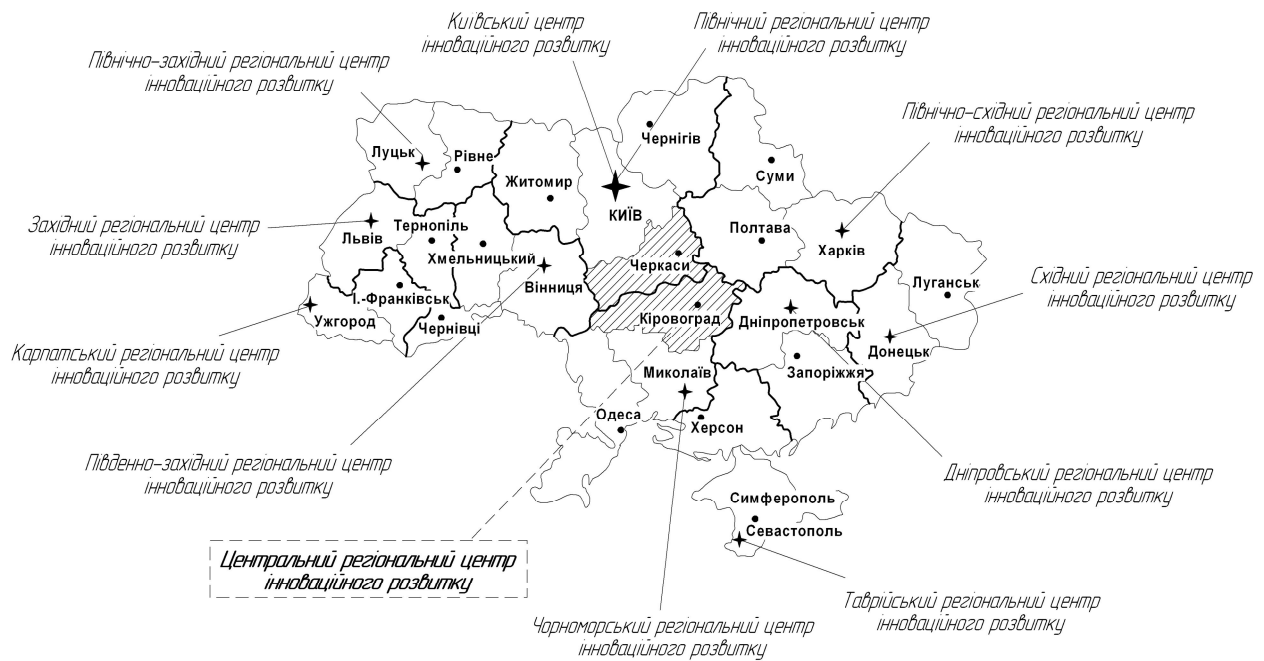 Київський центр
інноваційного розвитку
Північний регіональний центр
інноваційного розвитку
Північно-західний регіональний центр
інноваційного розвитку
Північно-східний регіональний центр
інноваційного розвитку
Чернігів
Луцьк
Рівне
Суми
Житомир
КИЇВ
Західний регіональний центр
інноваційного розвитку
Львів
Тернопіль
Хмельницький
Полтава
Харків
Черкаси
Вінниця
Луганськ
Східний регіональний центр
інноваційного розвитку
І.-Франківськ
Ужгород
Чернівці
Кіровоград
Дніпропетровськ
Донецьк
Карпатський регіональний центр
інноваційного розвитку
Миколаїв
Запоріжжя
Одеса
Херсон
Південно-західний регіональний центр
інноваційного розвитку
Дніпровський регіональний центр
інноваційного розвитку
Симферополь
Севастополь
Центральний регіональний центр
інноваційного розвитку
Таврійський регіональний центр
інноваційного розвитку
Чорноморський регіональний центр
інноваційного розвитку